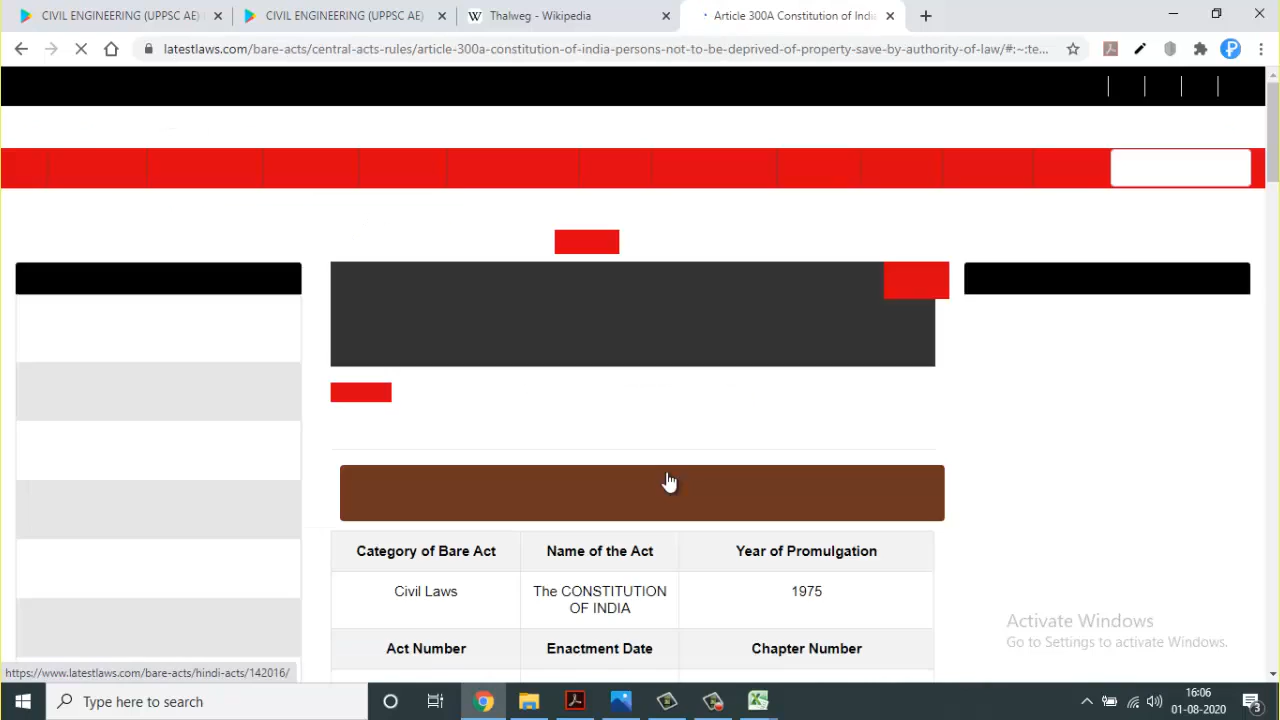 CIVIL ENGINEERING (UPPSC AE)
CIVIL ENGINEERING (UPPSC AE)
W Thalweg - Wikipedia
Article 300A Constitution of Indi
latestlaws.com/bare-acts/central-acts-rules/article-300a-constitution-of-india-persons-not-to-be-deprived-of-property-save-by-authority-of-law/#:~:te...
Category of Bare Act Name of the Act Year of Promulgation
Civil Laws The CONSTITUTION OF INDIA 1975
Act Number Enactment Date Chapter Number
Activate Windows
Go to Settings to activate Windows.
https://www.latestlaws.com/bare-acts/hindi-acts/142016/
Type here to search
16:06
01-08-2020
3